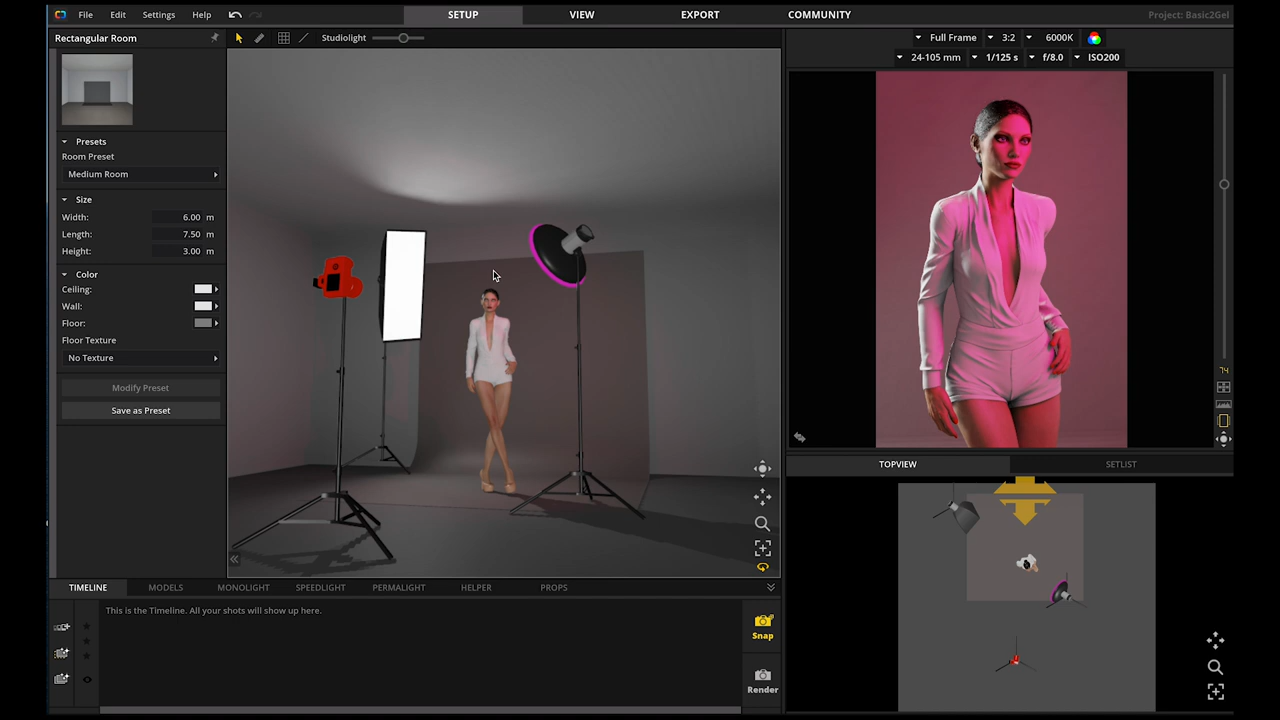 File Edit Settings Help
SETUP VIEW EXPORT COMMUNITY
Project: Basic2Gel
Rectangular Room
Studiolight
Full Frame 3:2 6000K
24-105 mm 1/125 s f/8.0 ISO200
Presets
Room Preset
Medium Room
Size
Width: 6.00 m
Length: 7.50 m
Height: 3.00 m
Color
Ceiling:
Wall:
Floor:
Floor Texture
No Texture
Modify Preset
Save as Preset
74
TOPVIEW SETLIST
TIMELINE MODELS MONOLIGHT SPEEDLIGHT PERMALIGHT HELPER PROPS
This is the Timeline. All your shots will show up here.
Snap
Render